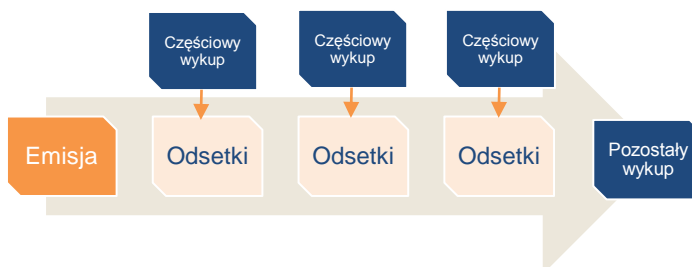 Częściowy
wykup
Częściowy
wykup
Częściowy
wykup
Emisja
Odsetki
Odsetki
Odsetki
Pozostały
wykup